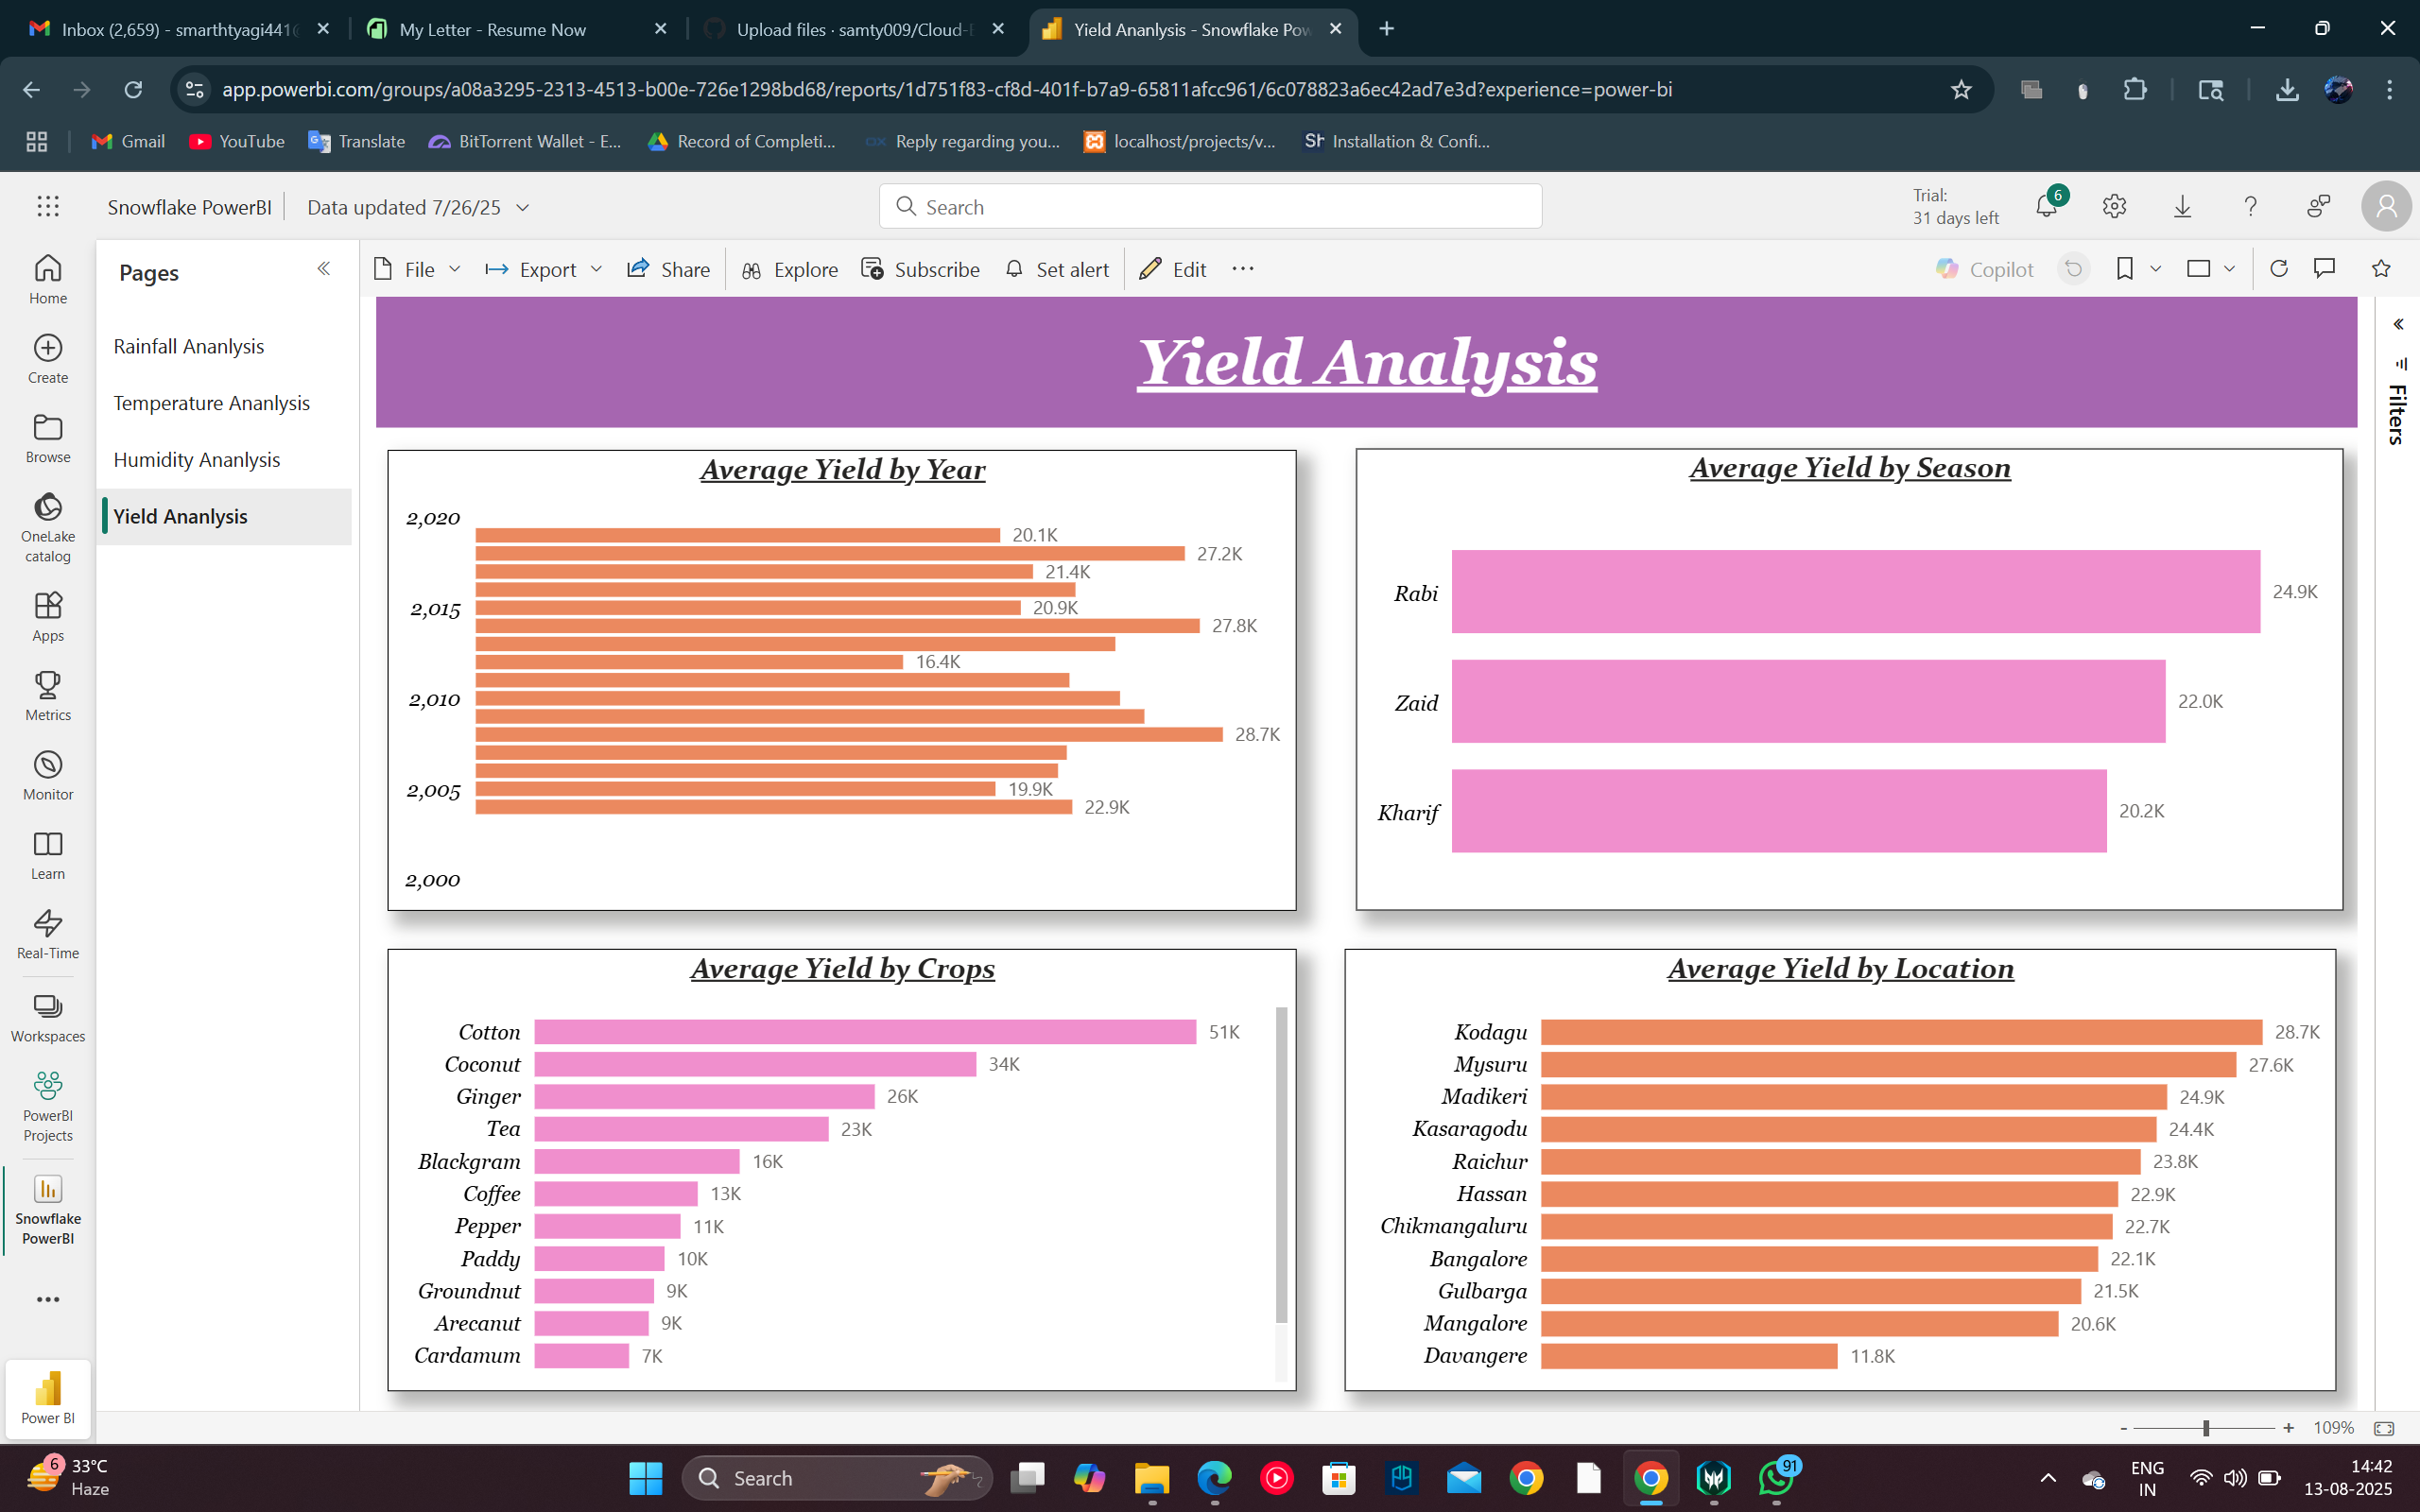 Inbox (2,659) - smarthtyagi441@
My Letter - Resume Now
Upload files · samty009/Cloud-E
Yield Ananlysis - Snowflake Pow
app.powerbi.com/groups/a08a3295-2313-4513-b00e-726e1298bd68/reports/1d751f83-cf8d-401f-b7a9-65811afcc961/6c078823a6ec42ad7e3d?experience=power-bi
Gmail
YouTube
Translate
BitTorrent Wallet - E...
Record of Completi...
Reply regarding you...
localhost/projects/v...
Installation & Confi...
Snowflake PowerBI
Data updated 7/26/25
Search
Trial:
31 days left
6
Home
Create
Browse
OneLake
catalog
Apps
Metrics
Monitor
Learn
Real-Time
Workspaces
PowerBI
Projects
Snowflake
PowerBI
Power BI
Pages
Rainfall Ananlysis
Temperature Ananlysis
Humidity Ananlysis
Yield Ananlysis
File
Export
Share
Explore
Subscribe
Set alert
Edit
Copilot
Filters
Yield Analysis
Average Yield by Year
2,020
2,015
2,010
2,005
2,000
20.1K
27.2K
21.4K
20.9K
27.8K
16.4K
28.7K
19.9K
22.9K
Average Yield by Season
Rabi 24.9K
Zaid 22.0K
Kharif 20.2K
Average Yield by Crops
Cotton 51K
Coconut 34K
Ginger 26K
Tea 23K
Blackgram 16K
Coffee 13K
Pepper 11K
Paddy 10K
Groundnut 9K
Arecanut 9K
Cardamum 7K
Average Yield by Location
Kodagu 28.7K
Mysuru 27.6K
Madikeri 24.9K
Kasaragodu 24.4K
Raichur 23.8K
Hassan 22.9K
Chikmangaluru 22.7K
Bangalore 22.1K
Gulbarga 21.5K
Mangalore 20.6K
Davangere 11.8K
- + 109%
6
33°C
Haze
Search
91
ENG
IN
14:42
13-08-2025